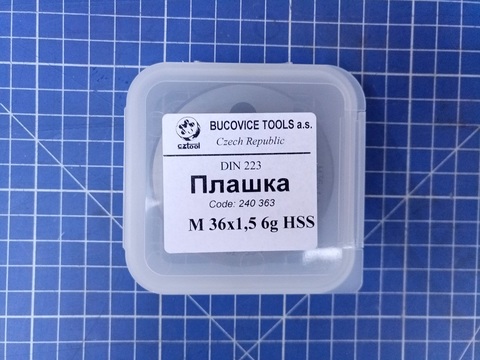 BUCOVICE TOOLS a.s.
cztool
Czech Republic
DIN 223
Плашка
Code: 240 363
M 36x1,5 6g HSS